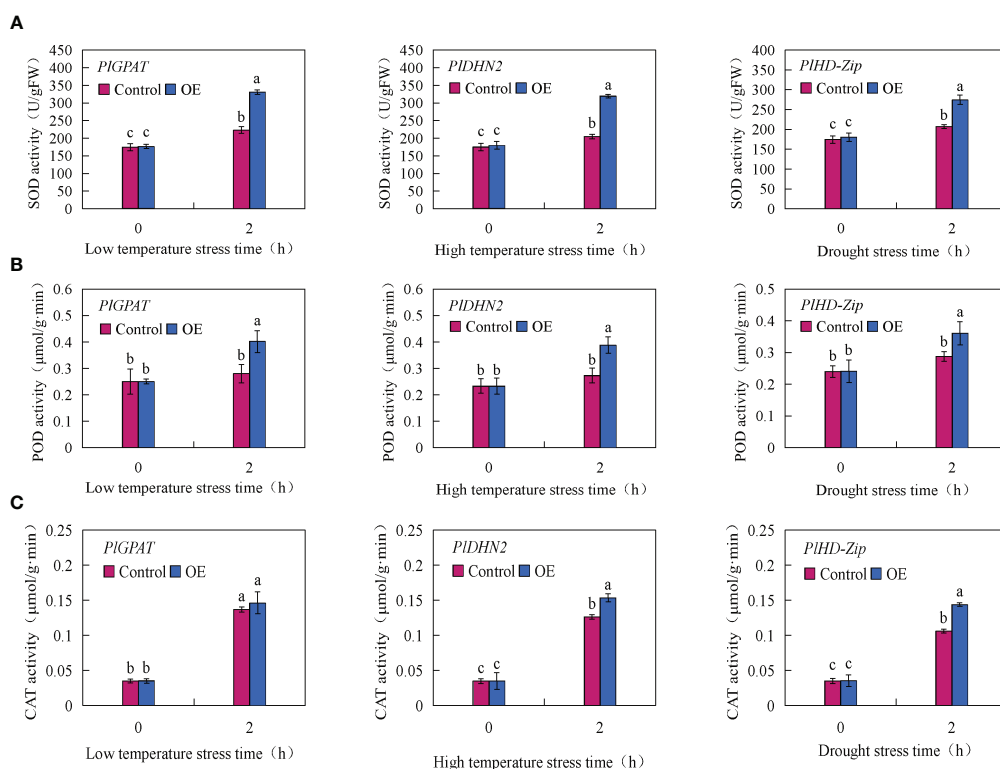 A
SOD activity（U/gFW）
450
400
350
300
250
200
150
100
50
0
PlGPAT
Control OE
c c b a
0 2
Low temperature stress time（h）
SOD activity（U/gFW）
450
400
350
300
250
200
150
100
50
0
PlDHN2
Control OE
c c b a
0 2
High temperature stress time（h）
SOD activity（U/gFW）
400
350
300
250
200
150
100
50
0
PlHD-Zip
Control OE
c c b a
0 2
Drought stress time（h）
B
POD activity（μmol/g·min）
0.6
0.5
0.4
0.3
0.2
0.1
0
PlGPAT
Control OE
b b b a
0 2
Low temperature stress time（h）
POD activity（μmol/g·min）
0.6
0.5
0.4
0.3
0.2
0.1
0
PlDHN2
Control OE
b b b a
0 2
High temperature stress time（h）
POD activity（μmol/g·min）
0.5
0.4
0.3
0.2
0.1
0
PlHD-Zip
Control OE
b b b a
0 2
Drought stress time（h）
C
CAT activity（μmol/g·min）
0.25
0.2
0.15
0.1
0.05
0
PlGPAT
Control OE
b b a a
0 2
Low temperature stress time（h）
CAT activity（μmol/g·min）
0.25
0.2
0.15
0.1
0.05
0
PlDHN2
Control OE
c c b a
0 2
High temperature stress time（h）
CAT activity（μmol/g·min）
0.25
0.2
0.15
0.1
0.05
0
PlHD-Zip
Control OE
c c b a
0 2
Drought stress time（h）